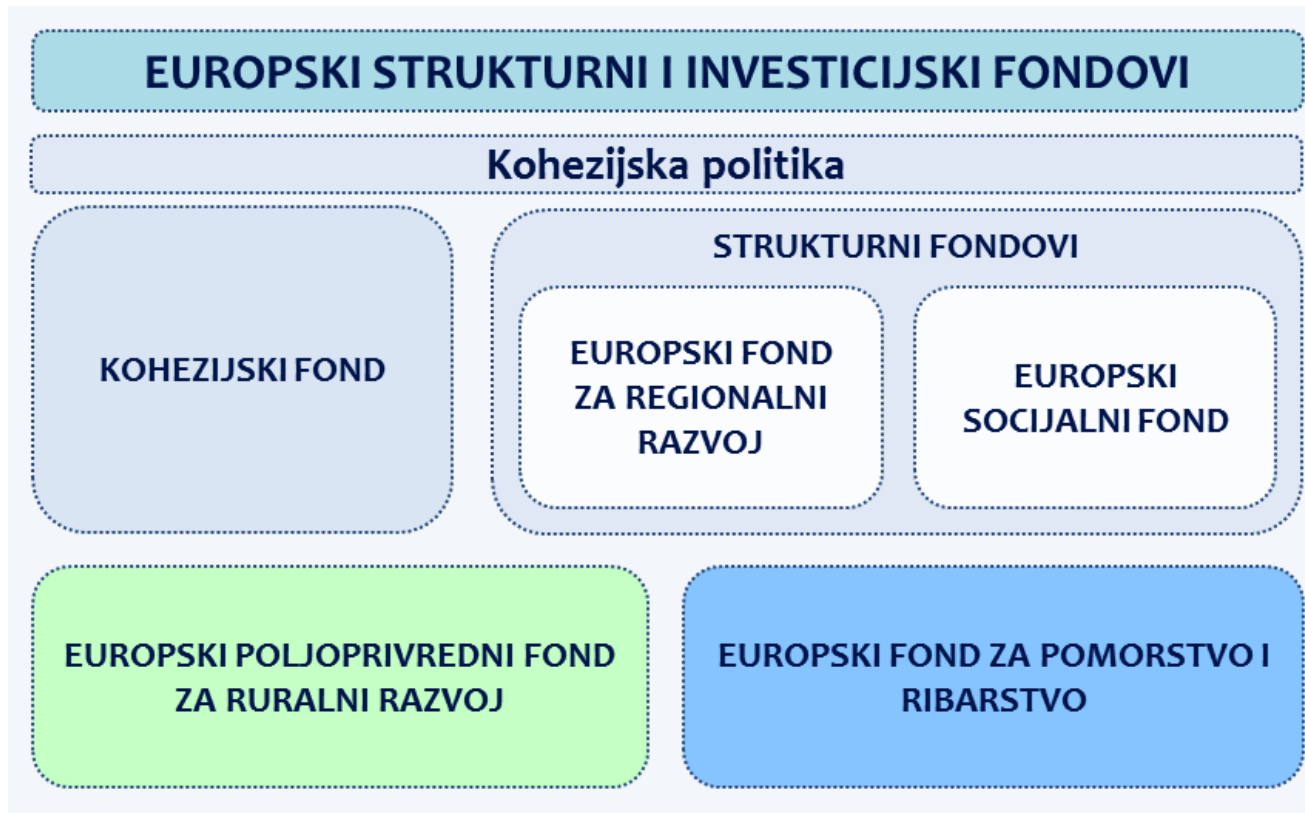 EUROPSKI STRUKTURNI I INVESTICIJSKI FONDOVI
Kohezijska politika
KOHEZIJSKI FOND
STRUKTURNI FONDOVI
EUROPSKI FOND
ZA REGIONALNI
RAZVOJ
EUROPSKI
SOCIJALNI FOND
EUROPSKI POLJOPRIVREDNI FOND
ZA RURALNI RAZVOJ
EUROPSKI FOND ZA POMORSTVO I
RIBARSTVO